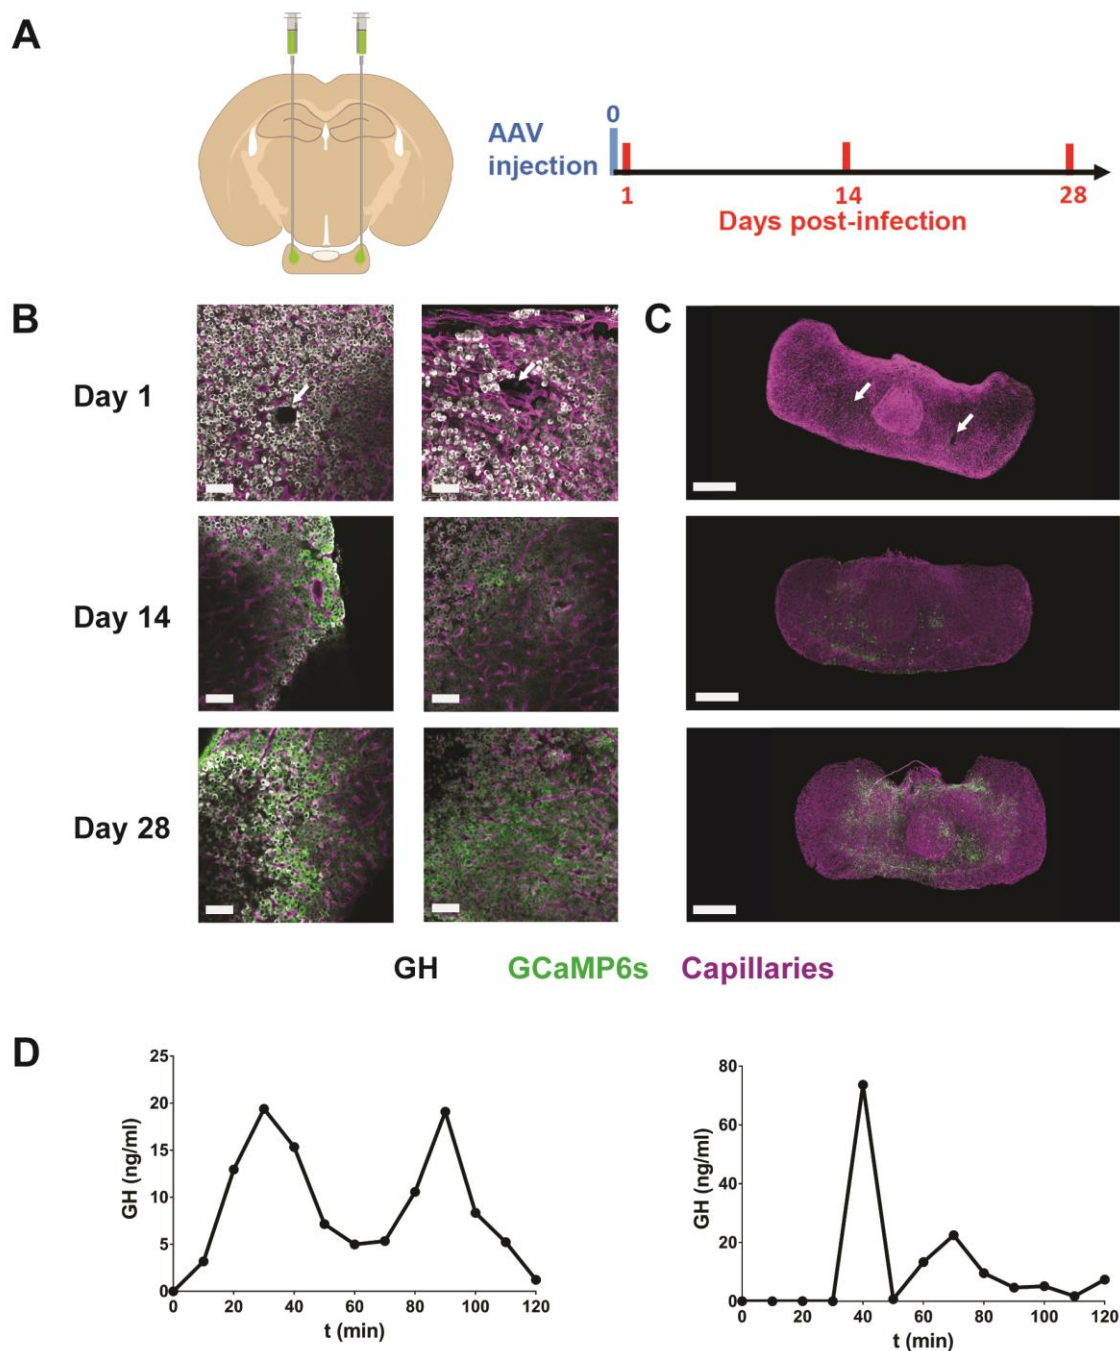 A
AAV
injection
0
1
14
28
Days post-infection
B
C
Day 1
Day 14
Day 28
GH GCaMP6s Capillaries
D
25
20
15
10
5
0
GH (ng/ml)
0 20 40 60 80 100 120
t (min)
80
60
40
20
0
GH (ng/ml)
0 20 40 60 80 100 120
t (min)